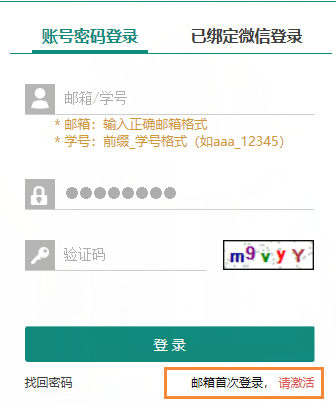 账号密码登录 已绑定微信登录
邮箱/学号
* 邮箱：输入正确邮箱格式
* 学号：前缀_学号格式（如aaa_12345）
●●●●●●●●
验证码 m9vyY
登 录
找回密码 邮箱首次登录，请激活